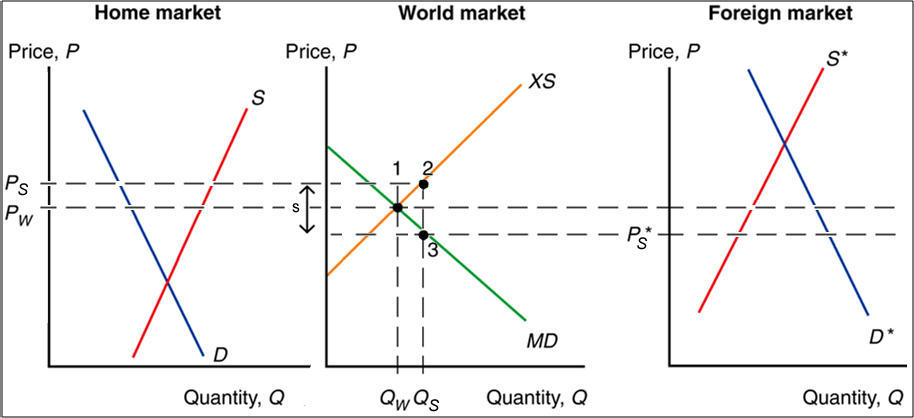 Home market
World market
Foreign market
Price, P
Price, P
Price, P
S
XS
S*
1
2
P_S
P_W
s
P_S*
3
D
MD
D*
Q_W Q_S
Quantity, Q
Quantity, Q
Quantity, Q